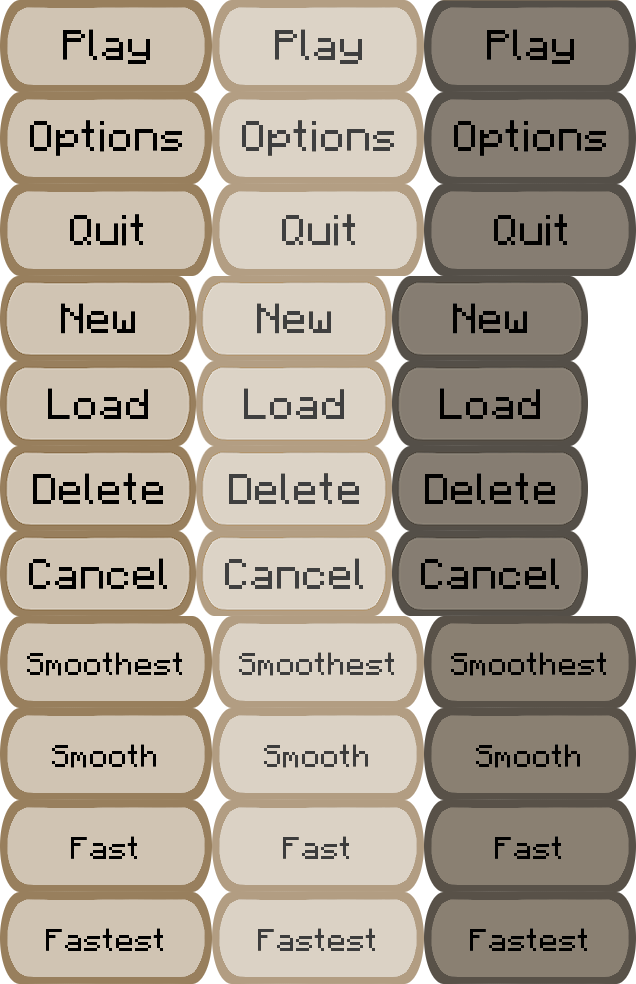 Play Play Play
Options Options Options
Quit Quit Quit
New New New
Load Load Load
Delete Delete Delete
Cancel Cancel Cancel
Smoothest Smoothest Smoothest
Smooth Smooth Smooth
Fast Fast Fast
Fastest Fastest Fastest